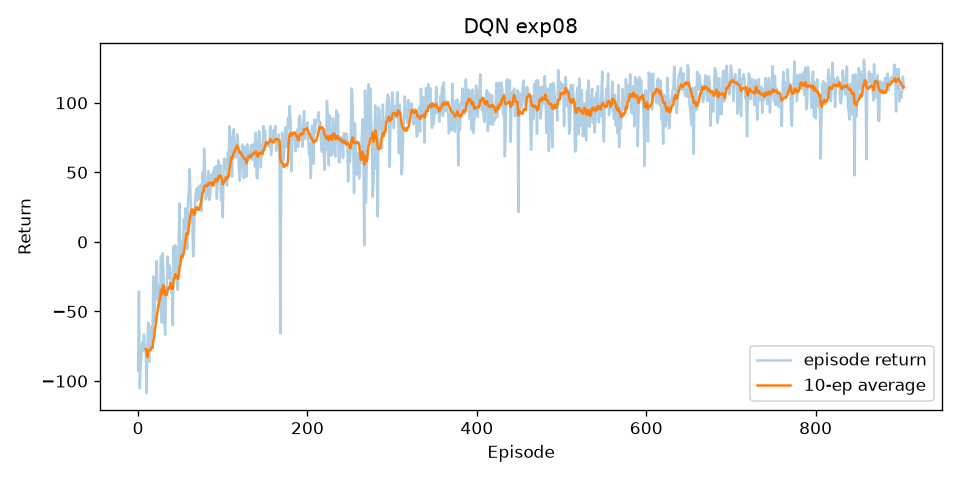 DQN exp08
Return
100
50
0
−50
−100
0 200 400 600 800
Episode
episode return
10-ep average